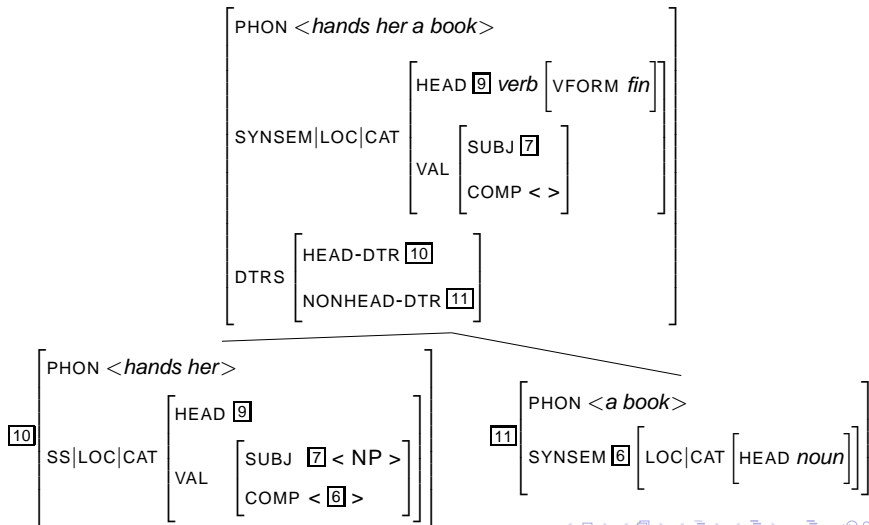 PHON <hands her a book>
HEAD 9 verb [VFORM fin]
SYNSEM|LOC|CAT
SUBJ 7
VAL
COMP < >
HEAD-DTR 10
DTRS
NONHEAD-DTR 11
PHON <hands her>
HEAD 9
10
SS|LOC|CAT
SUBJ 7 < NP >
VAL
COMP < 6 >
PHON <a book>
11
SYNSEM 6 [LOC|CAT [HEAD noun]]